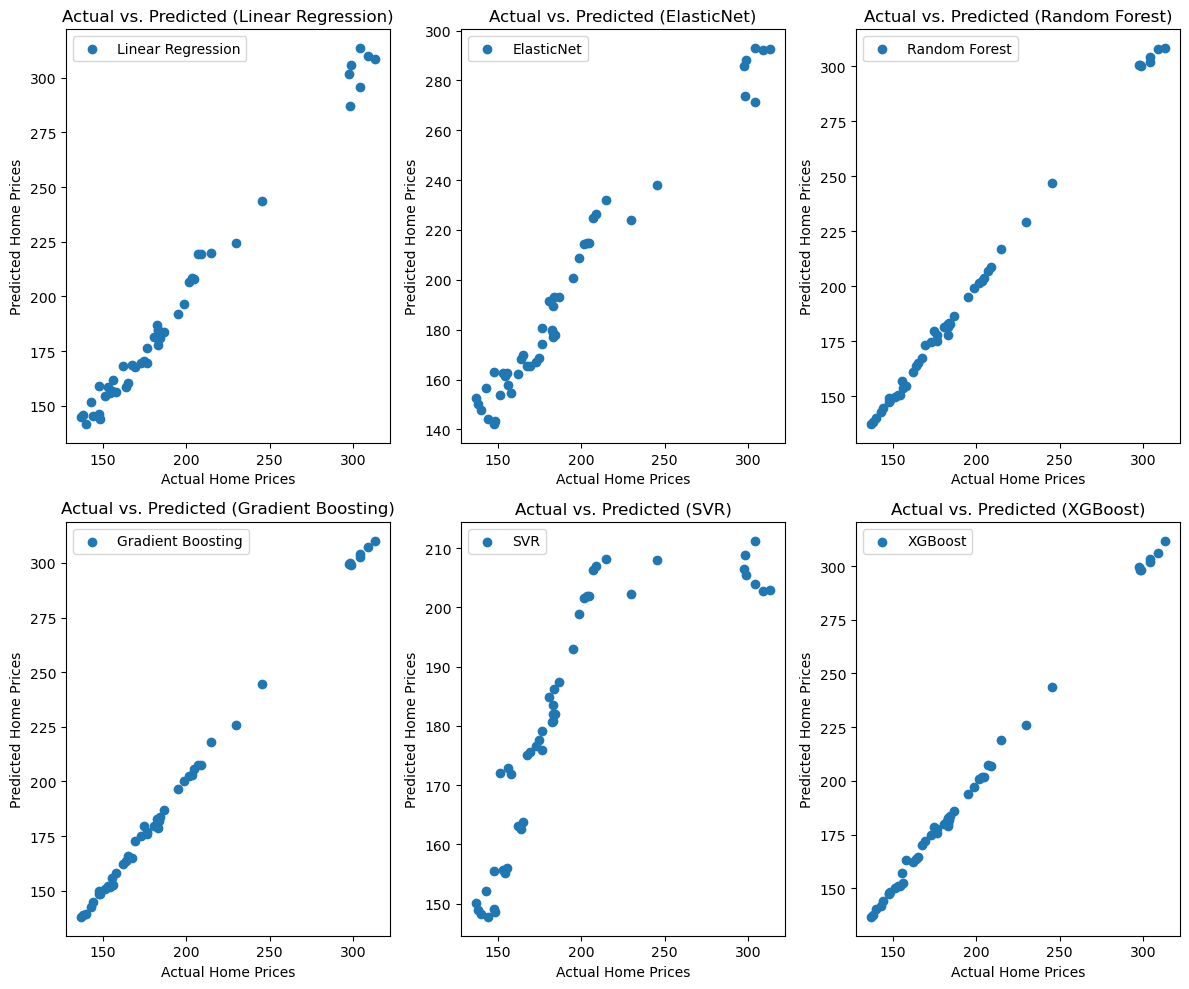 Actual vs. Predicted (Linear Regression)
Linear Regression
300
275
250
225
200
175
150
Predicted Home Prices
150 200 250 300
Actual Home Prices
Actual vs. Predicted (ElasticNet)
ElasticNet
300
280
260
240
220
200
180
160
140
Predicted Home Prices
150 200 250 300
Actual Home Prices
Actual vs. Predicted (Random Forest)
Random Forest
300
275
250
225
200
175
150
Predicted Home Prices
150 200 250 300
Actual Home Prices
Actual vs. Predicted (Gradient Boosting)
Gradient Boosting
300
275
250
225
200
175
150
Predicted Home Prices
150 200 250 300
Actual Home Prices
Actual vs. Predicted (SVR)
SVR
210
200
190
180
170
160
150
Predicted Home Prices
150 200 250 300
Actual Home Prices
Actual vs. Predicted (XGBoost)
XGBoost
300
275
250
225
200
175
150
Predicted Home Prices
150 200 250 300
Actual Home Prices